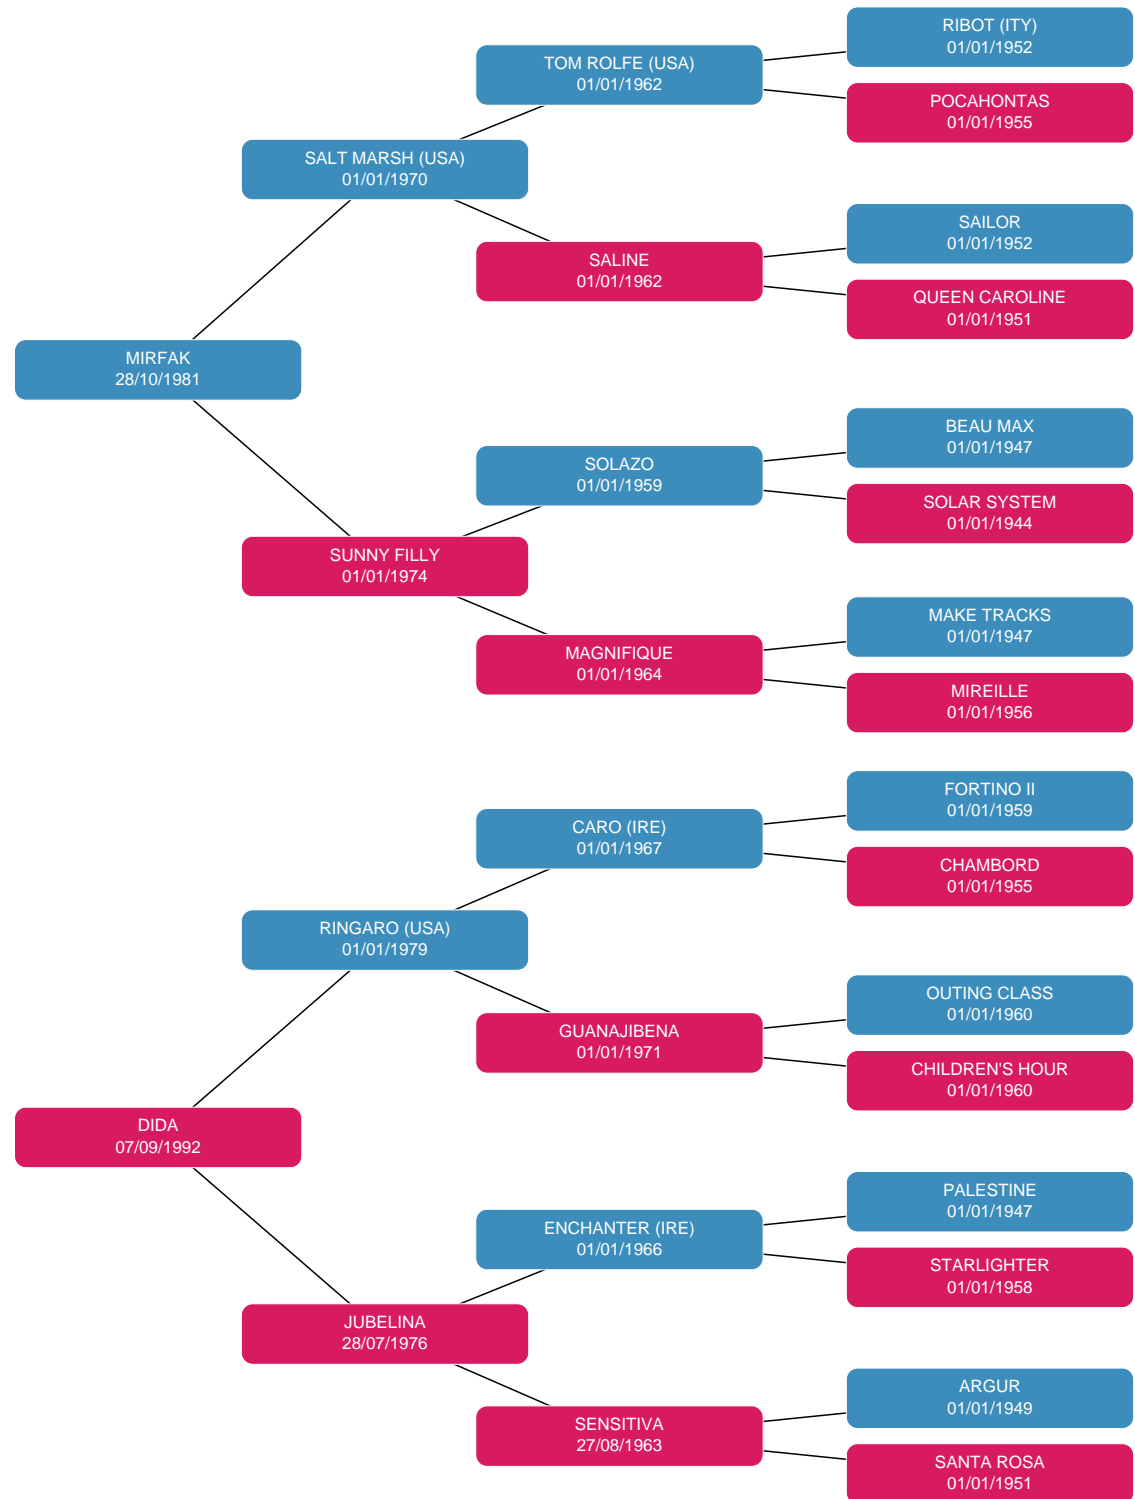 RIBOT (ITY)
01/01/1952
TOM ROLFE (USA)
01/01/1962
POCAHONTAS
01/01/1955
SALT MARSH (USA)
01/01/1970
SAILOR
01/01/1952
SALINE
01/01/1962
QUEEN CAROLINE
01/01/1951
MIRFAK
28/10/1981
BEAU MAX
01/01/1947
SOLAZO
01/01/1959
SOLAR SYSTEM
01/01/1944
SUNNY FILLY
01/01/1974
MAKE TRACKS
01/01/1947
MAGNIFIQUE
01/01/1964
MIREILLE
01/01/1956
FORTINO II
01/01/1959
CARO (IRE)
01/01/1967
CHAMBORD
01/01/1955
RINGARO (USA)
01/01/1979
OUTING CLASS
01/01/1960
GUANAJIBENA
01/01/1971
CHILDREN'S HOUR
01/01/1960
DIDA
07/09/1992
PALESTINE
01/01/1947
ENCHANTER (IRE)
01/01/1966
STARLIGHTER
01/01/1958
JUBELINA
28/07/1976
ARGUR
01/01/1949
SENSITIVA
27/08/1963
SANTA ROSA
01/01/1951